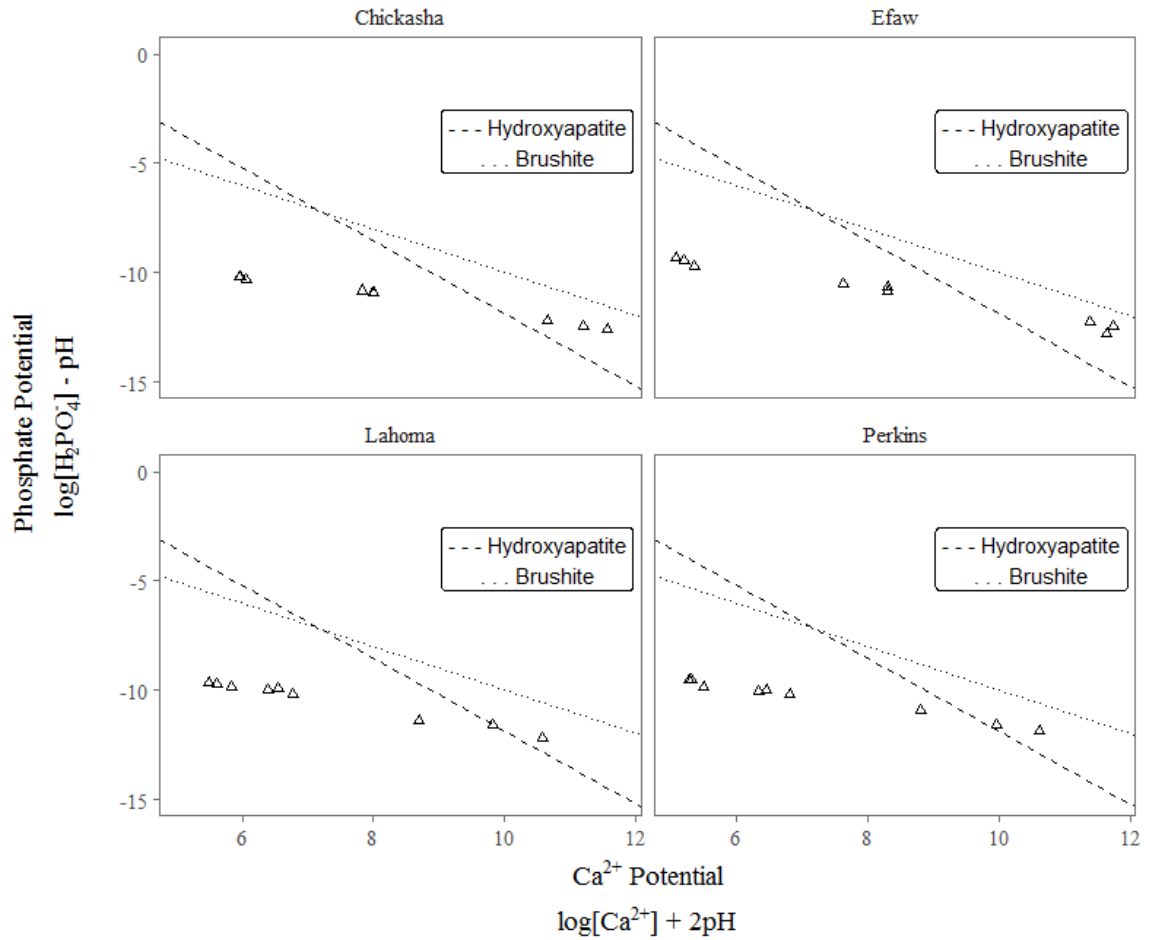 Chickasha
Efaw
0
-5
-10
-15
Hydroxyapatite
Brushite
Hydroxyapatite
Brushite
Phosphate Potential
log[H₂PO₄⁻] - pH
Lahoma
Perkins
0
-5
-10
-15
Hydroxyapatite
Brushite
Hydroxyapatite
Brushite
6 8 10 12
6 8 10 12
Ca²⁺ Potential
log[Ca²⁺] + 2pH